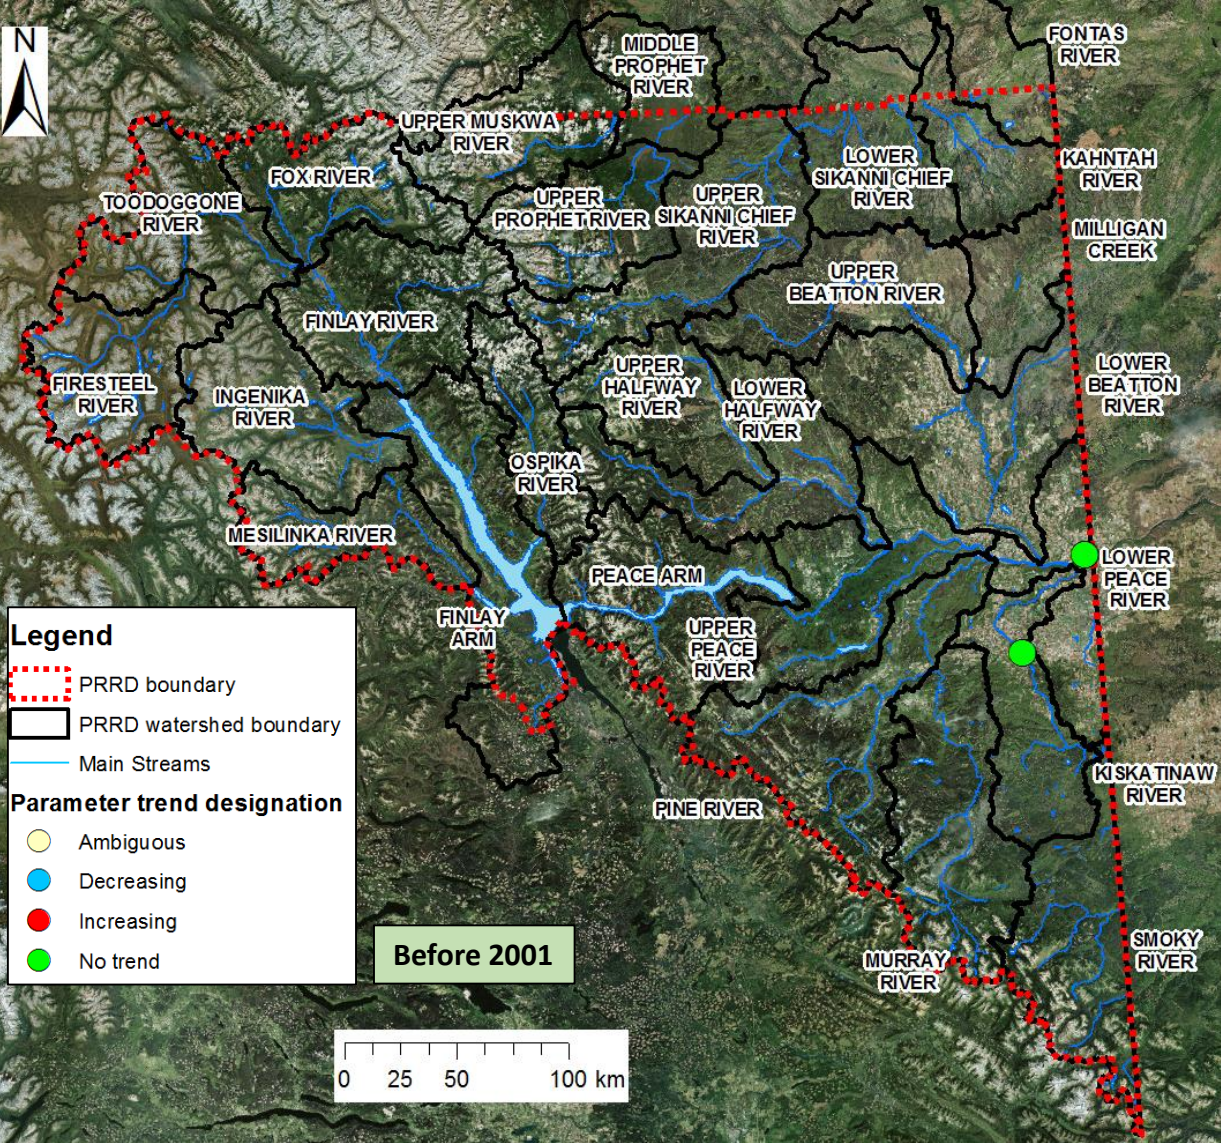 N
MIDDLE
PROPHET
RIVER
FONTAS
RIVER
UPPER MUSKWA
RIVER
FOX RIVER
LOWER
SIKANNI CHIEF
RIVER
KAHNTAH
RIVER
TOODOGGONE
RIVER
UPPER
PROPHET RIVER
UPPER
SIKANNI CHIEF
RIVER
MILLIGAN
CREEK
UPPER
BEATTON RIVER
FINLAY RIVER
FIRESTEEL
RIVER
INGENIKA
RIVER
UPPER
HALFWAY
RIVER
LOWER
HALFWAY
RIVER
LOWER
BEATTON
RIVER
OSPIKA
RIVER
MESILINKA RIVER
PEACE ARM
LOWER
PEACE
RIVER
FINLAY
ARM
UPPER
PEACE
RIVER
KISKATINAW
RIVER
PINE RIVER
MURRAY
RIVER
SMOKY
RIVER
Legend
PRRD boundary
PRRD watershed boundary
Main Streams
Parameter trend designation
Ambiguous
Decreasing
Increasing
No trend
Before 2001
0 25 50 100 km